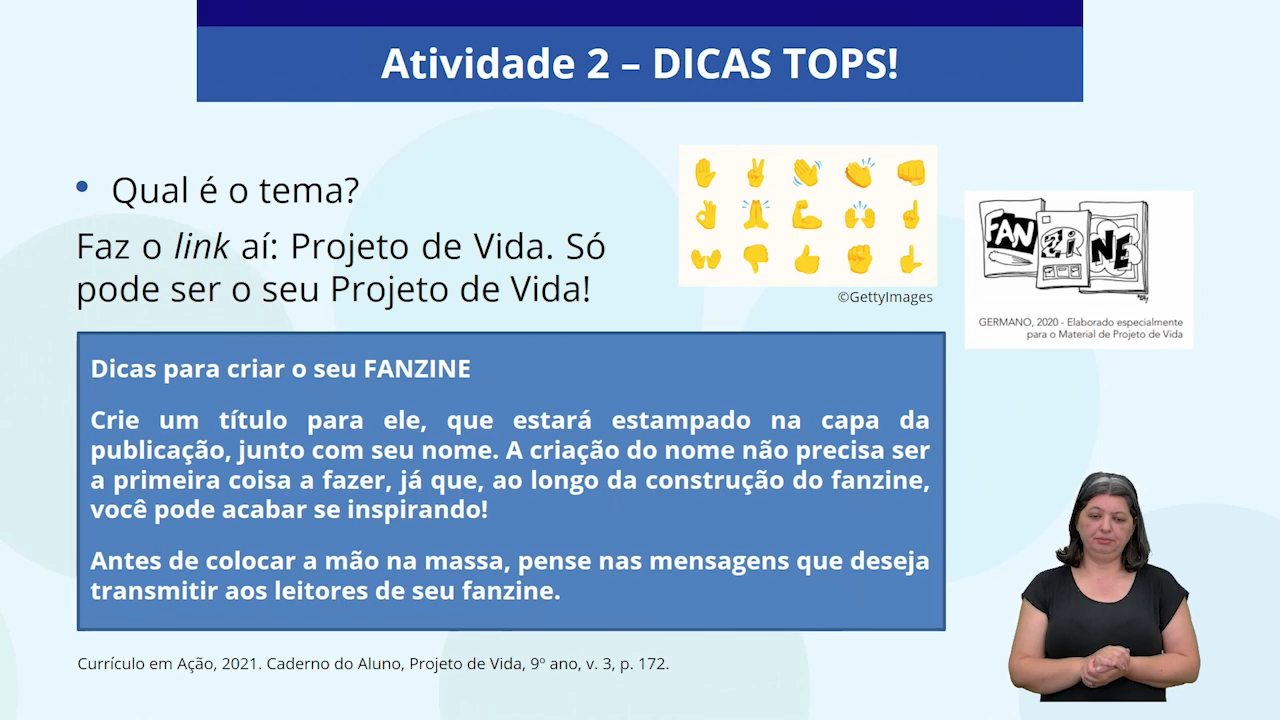 Atividade 2 – DICAS TOPS!
• Qual é o tema?
Faz o link aí: Projeto de Vida. Só
pode ser o seu Projeto de Vida!
©GettyImages
FAN
ZI
NE
GERMANO, 2020 - Elaborado especialmente
para o Material de Projeto de Vida
Dicas para criar o seu FANZINE
Crie um título para ele, que estará estampado na capa da
publicação, junto com seu nome. A criação do nome não precisa ser
a primeira coisa a fazer, já que, ao longo da construção do fanzine,
você pode acabar se inspirando!
Antes de colocar a mão na massa, pense nas mensagens que deseja
transmitir aos leitores de seu fanzine.
Currículo em Ação, 2021. Caderno do Aluno, Projeto de Vida, 9º ano, v. 3, p. 172.